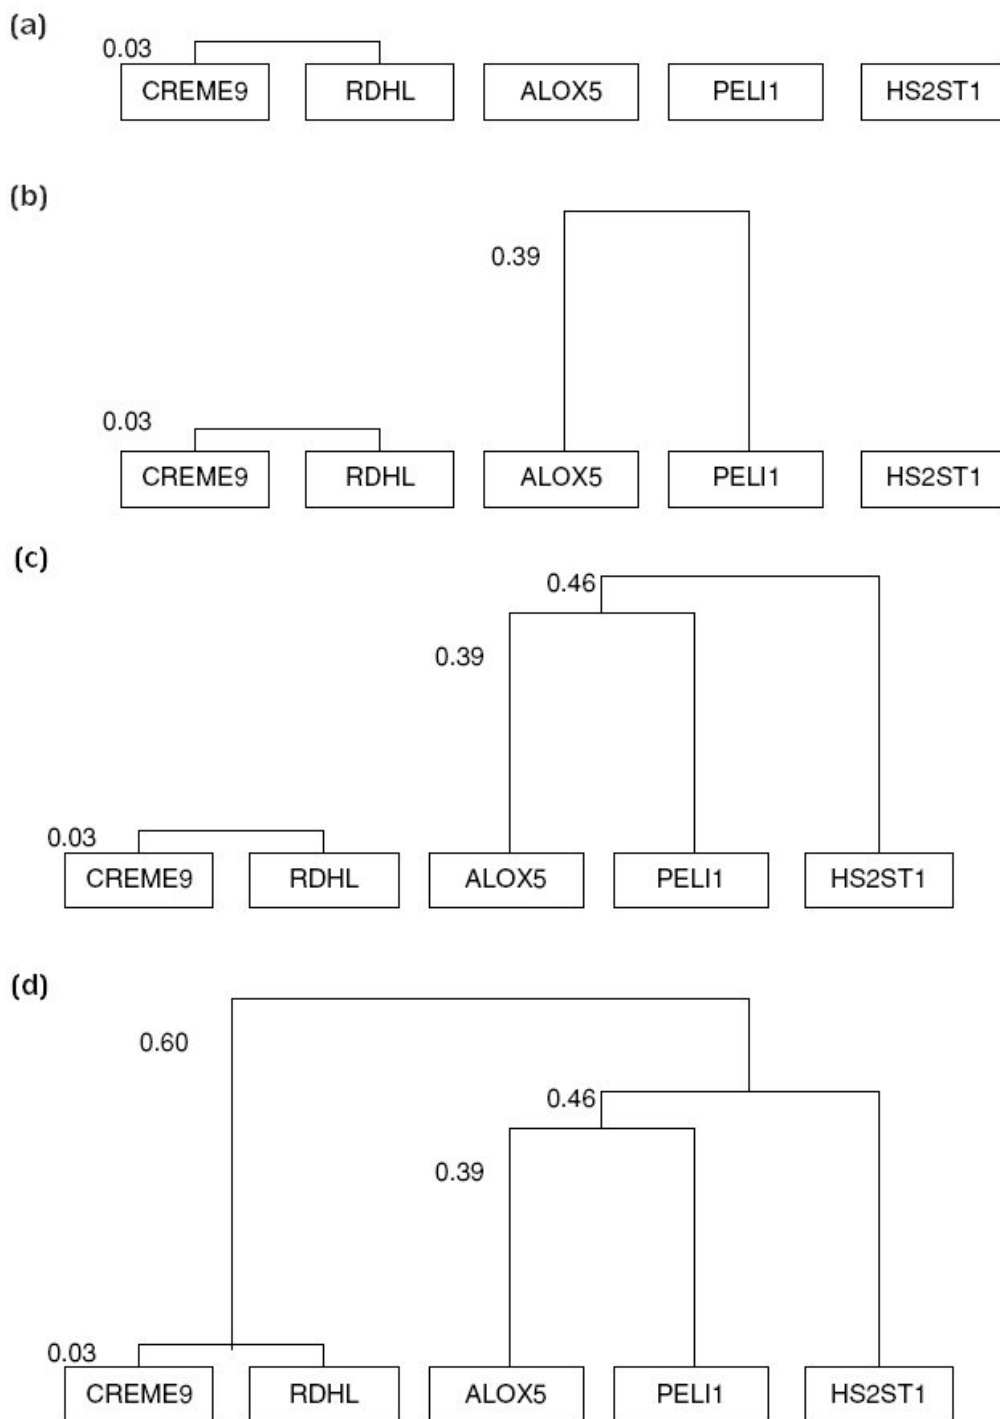 (a)
0.03
CREME9 RDHL ALOX5 PELI1 HS2ST1
(b)
0.39
0.03
CREME9 RDHL ALOX5 PELI1 HS2ST1
(c)
0.46
0.39
0.03
CREME9 RDHL ALOX5 PELI1 HS2ST1
(d)
0.60
0.46
0.39
0.03
CREME9 RDHL ALOX5 PELI1 HS2ST1